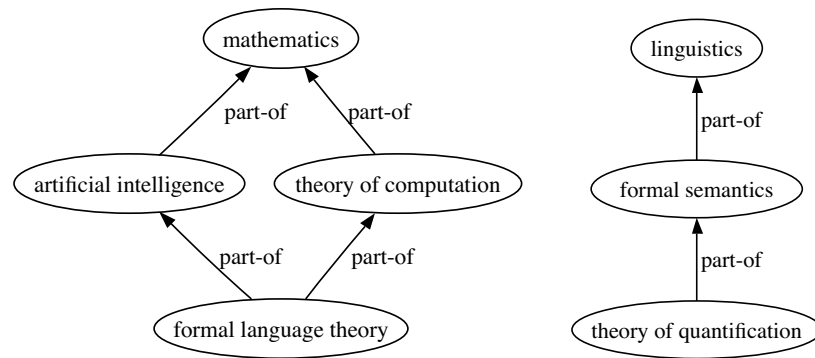 mathematics
linguistics
part-of
part-of
part-of
artificial intelligence
theory of computation
formal semantics
part-of
part-of
part-of
formal language theory
theory of quantification